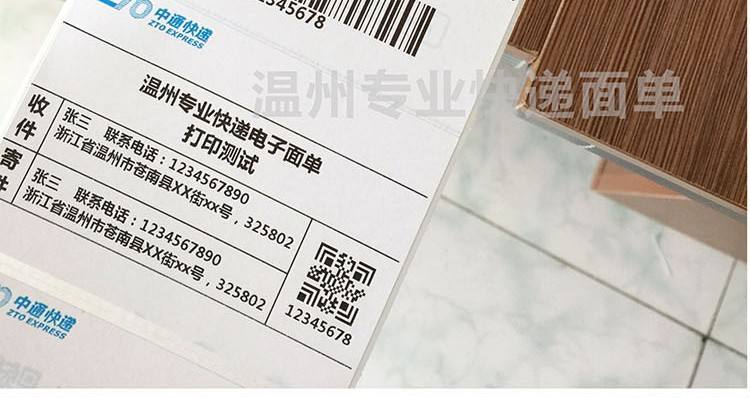 中通快递
ZTO EXPRESS
12345678
温州专业快递面单
温州专业快递电子面单
打印测试
收件
张三 联系电话：1234567890
浙江省温州市苍南县XX街xx号，325802
寄件
张三 联系电话：1234567890
浙江省温州市苍南县XX街xx号，325802
12345678
中通快递
ZTO EXPRESS